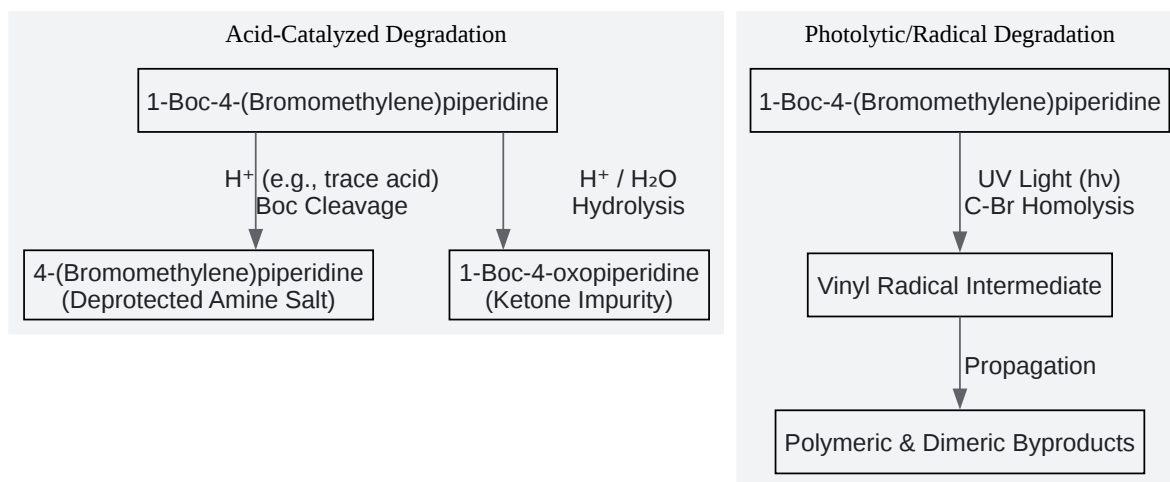 Acid-Catalyzed Degradation
1-Boc-4-(Bromomethylene)piperidine
H⁺ (e.g., trace acid)
Boc Cleavage
H⁺ / H₂O
Hydrolysis
4-(Bromomethylene)piperidine
(Deprotected Amine Salt)
1-Boc-4-oxopiperidine
(Ketone Impurity)
Photolytic/Radical Degradation
1-Boc-4-(Bromomethylene)piperidine
UV Light (hν)
C-Br Homolysis
Vinyl Radical Intermediate
Propagation
Polymeric & Dimeric Byproducts